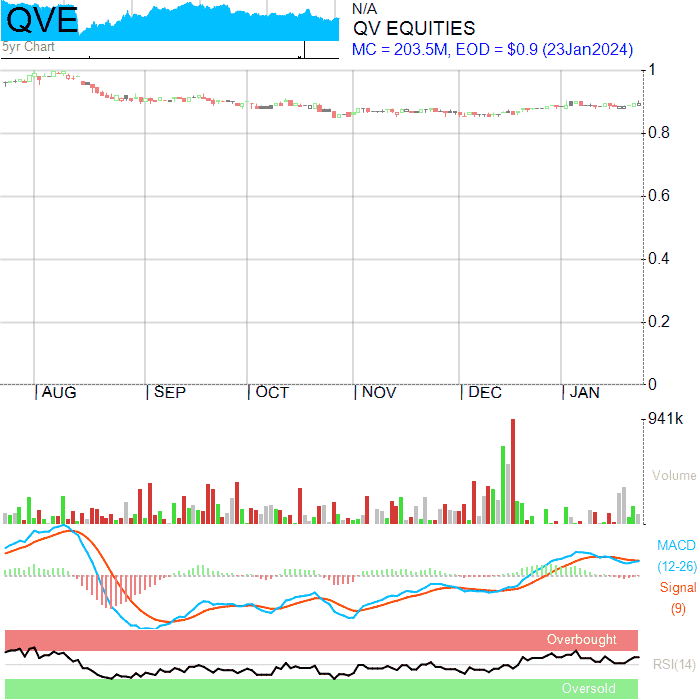 QVE
5yr Chart
N/A
QV EQUITIES
MC = 203.5M, EOD = $0.9 (23Jan2024)
1
0.8
0.6
0.4
0.2
0
AUG SEP OCT NOV DEC JAN
941k
Volume
MACD
(12-26)
Signal
(9)
Overbought
RSI(14)
Oversold